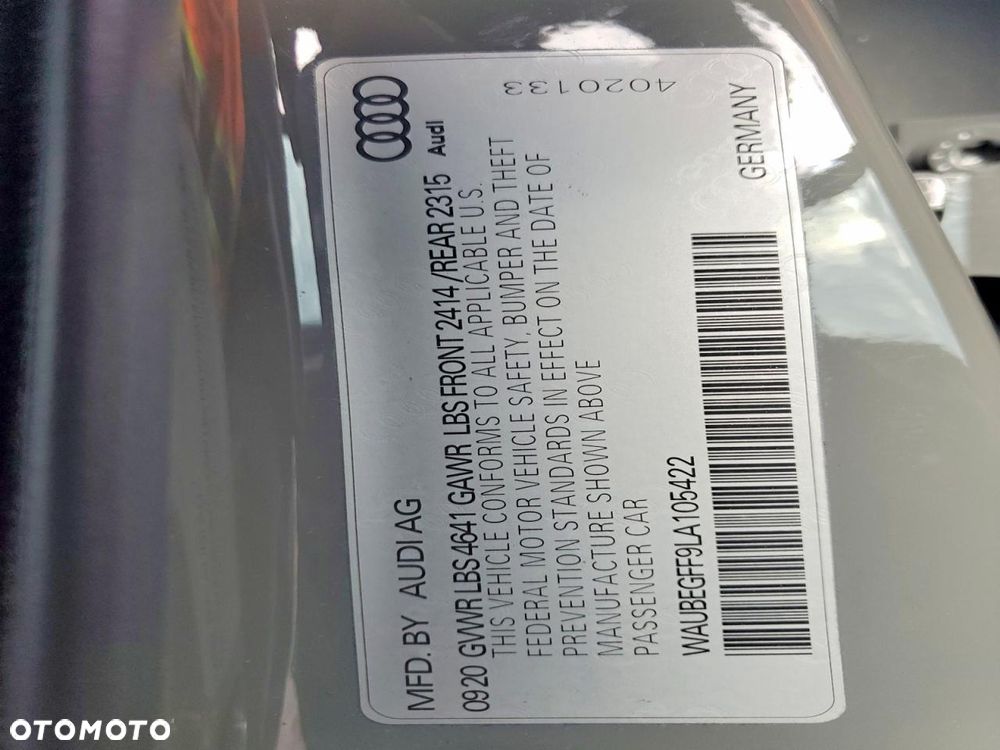 MFD. BY AUDI AG
Audi
0920 GVWR LBS 4641 GAWR LBS FRONT 2414 /REAR 2315
THIS VEHICLE CONFORMS TO ALL APPLICABLE U.S.
FEDERAL MOTOR VEHICLE SAFETY, BUMPER AND THEFT
PREVENTION STANDARDS IN EFFECT ON THE DATE OF
MANUFACTURE SHOWN ABOVE
PASSENGER CAR
WAUBEGFF9LA105422
GERMANY
4020133
OTOMOTO